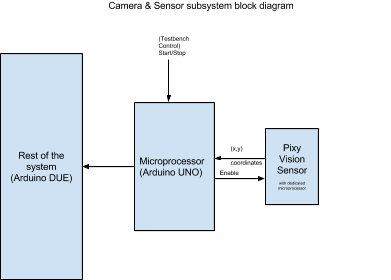 Camera & Sensor subsystem block diagram
(Testbench
Control)
Start/Stop
Rest of the
system
(Arduino DUE)
Microprocessor
(Arduino UNO)
(x,y)
coordinates
Enable
Pixy
Vision
Sensor
with dedicated
microprocessor